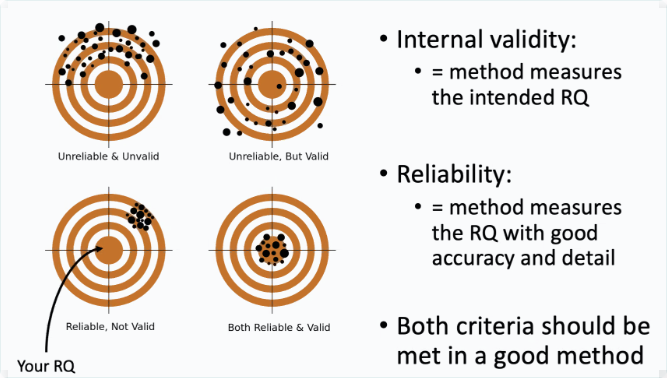 Unreliable & Unvalid
Unreliable, But Valid
Reliable, Not Valid
Both Reliable & Valid
Your RQ
• Internal validity:
• = method measures
the intended RQ
• Reliability:
• = method measures
the RQ with good
accuracy and detail
• Both criteria should be
met in a good method